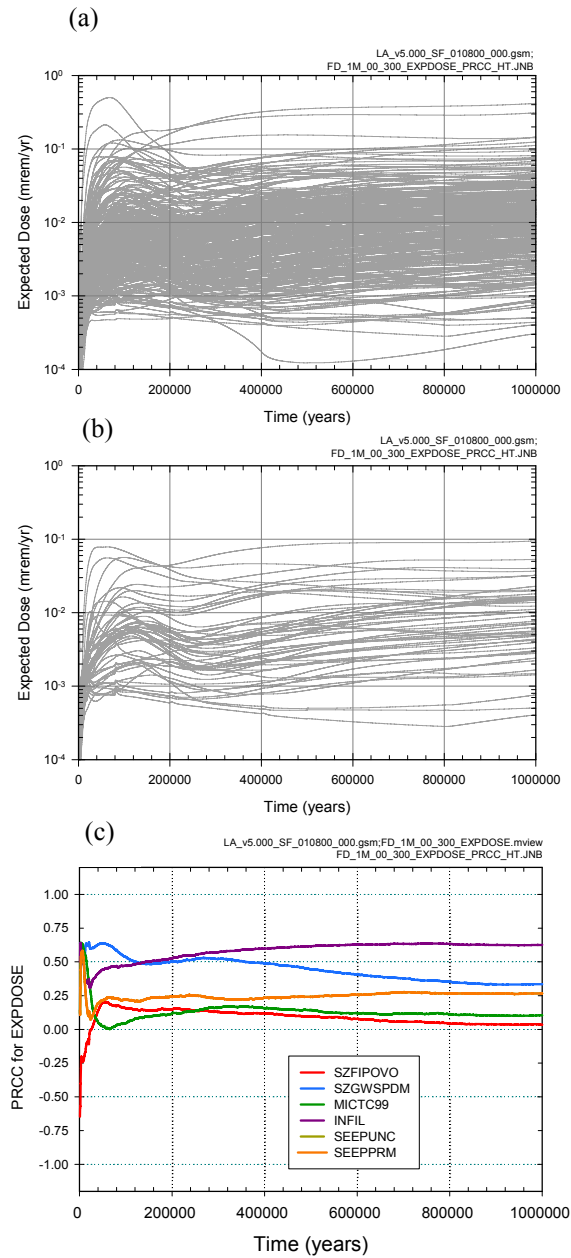 (a)
LA_v5.000_SF_010800_000.gsm;
FD_1M_00_300_EXPDOSE_PRCC_HT.JNB
Expected Dose (mrem/yr)
10⁰
10⁻¹
10⁻²
10⁻³
10⁻⁴
0 200000 400000 600000 800000 1000000
Time (years)
(b)
LA_v5.000_SF_010800_000.gsm;
FD_1M_00_300_EXPDOSE_PRCC_HT.JNB
Expected Dose (mrem/yr)
10⁰
10⁻¹
10⁻²
10⁻³
10⁻⁴
0 200000 400000 600000 800000 1000000
Time (years)
(c)
LA_v5.000_SF_010800_000.gsm;FD_1M_00_300_EXPDOSE.mview
FD_1M_00_300_EXPDOSE_PRCC_HT.JNB
PRCC for EXPDOSE
1.00
0.75
0.50
0.25
0.00
-0.25
-0.50
-0.75
-1.00
SZFIPOVO
SZGWSPDM
MICTC99
INFIL
SEEPUNC
SEEPPRM
0 200000 400000 600000 800000 1000000
Time (years)